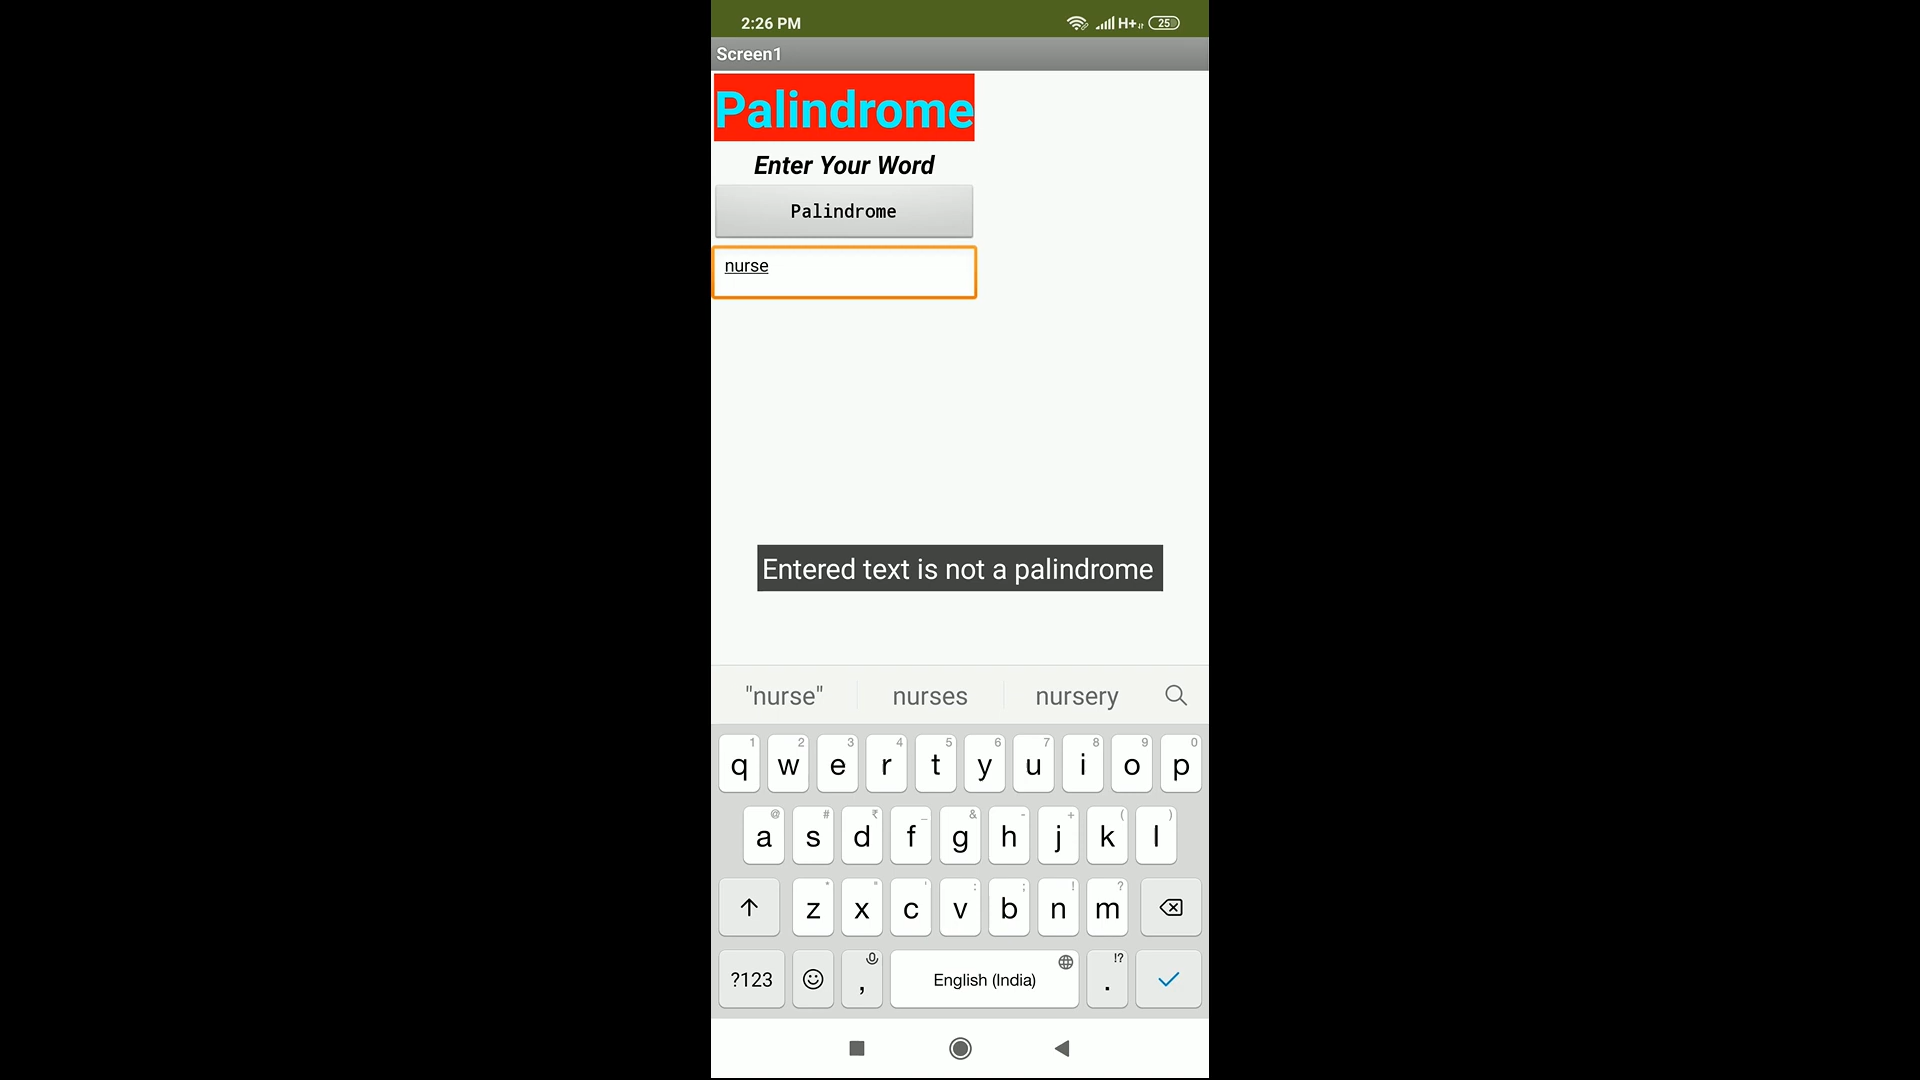 2:26 PM H+ 25
Screen1
Palindrome
Enter Your Word
Palindrome
nurse
Entered text is not a palindrome
"nurse" nurses nursery
1 2 3 4 5 6 7 8 9 0
q w e r t y u i o p
@ # ₹ _ & - + ( )
a s d f g h j k l
* " ' : ; ! ?
z x c v b n m
!?
?123 , English (India) .